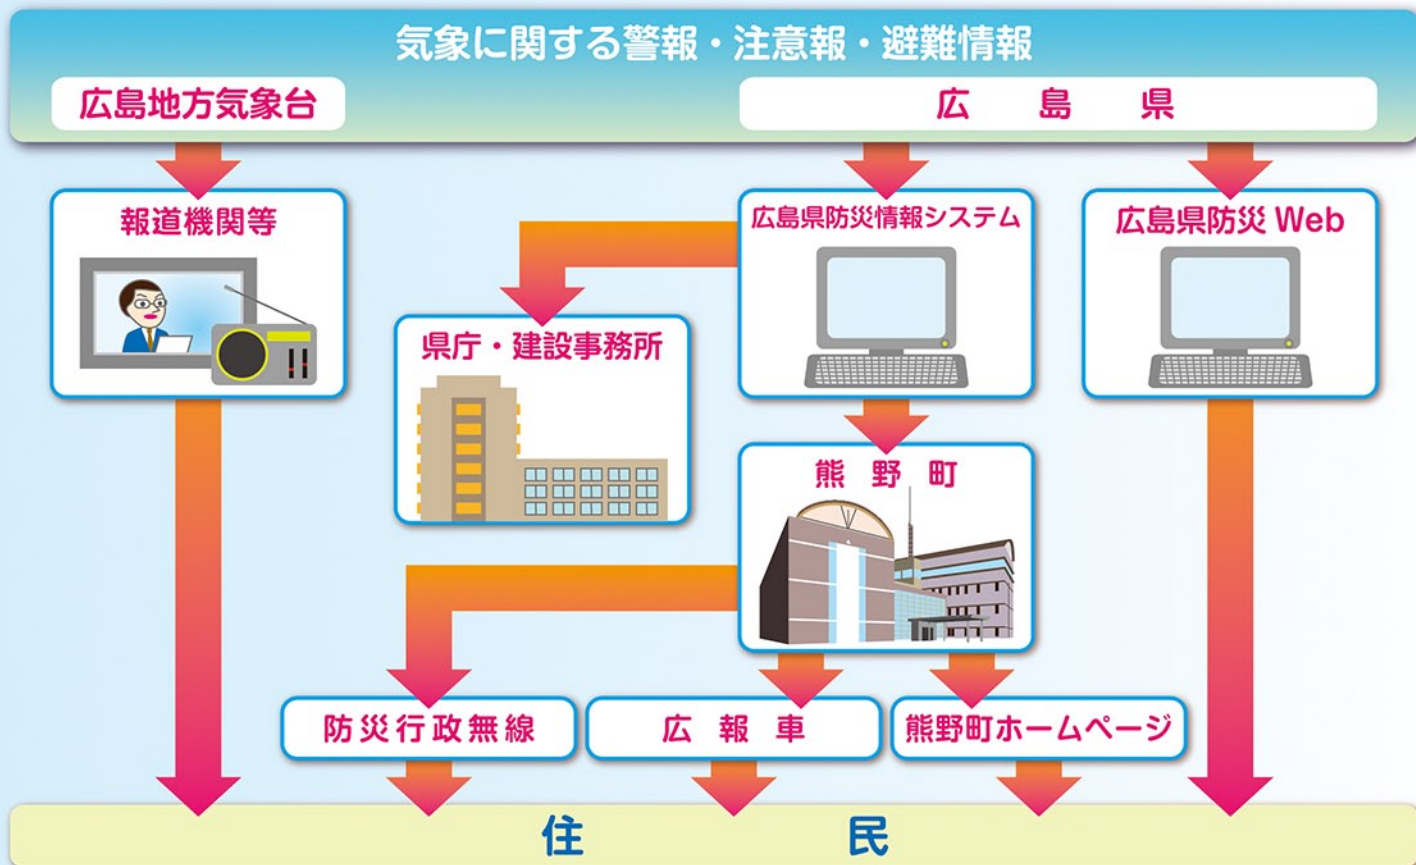 気象に関する警報・注意報・避難情報
広島地方気象台
広島県
報道機関等
広島県防災情報システム
広島県防災 Web
県庁・建設事務所
熊野町
防災行政無線
広報車
熊野町ホームページ
住民